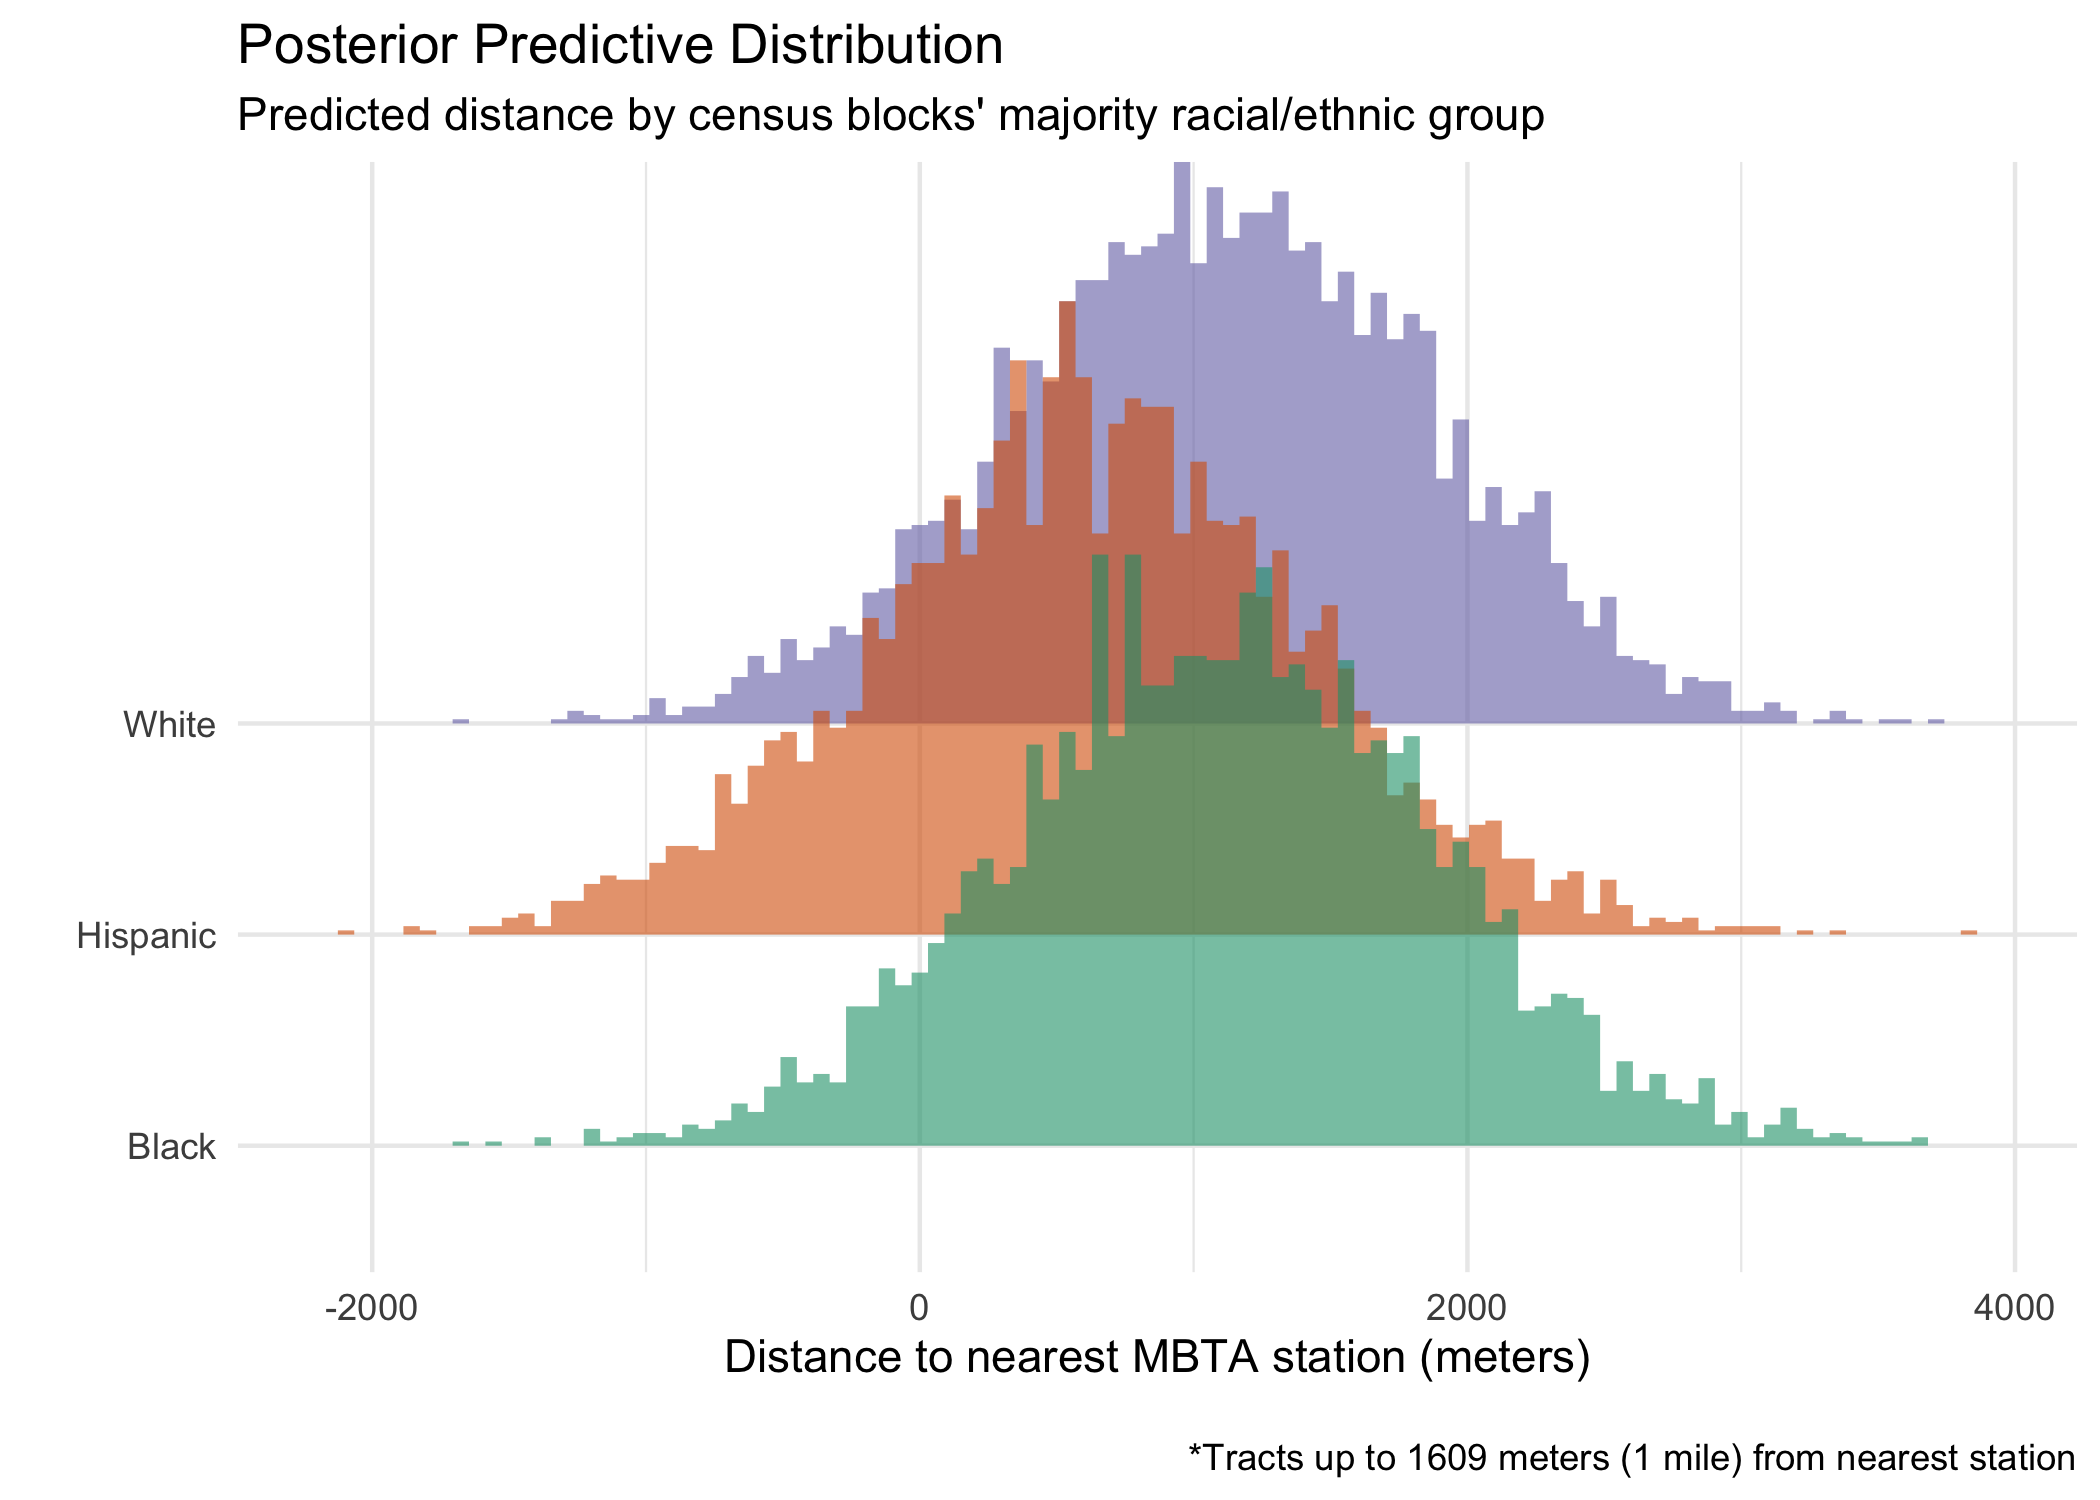 Posterior Predictive Distribution
Predicted distance by census blocks' majority racial/ethnic group
White
Hispanic
Black
-2000 0 2000 4000
Distance to nearest MBTA station (meters)
*Tracts up to 1609 meters (1 mile) from nearest station